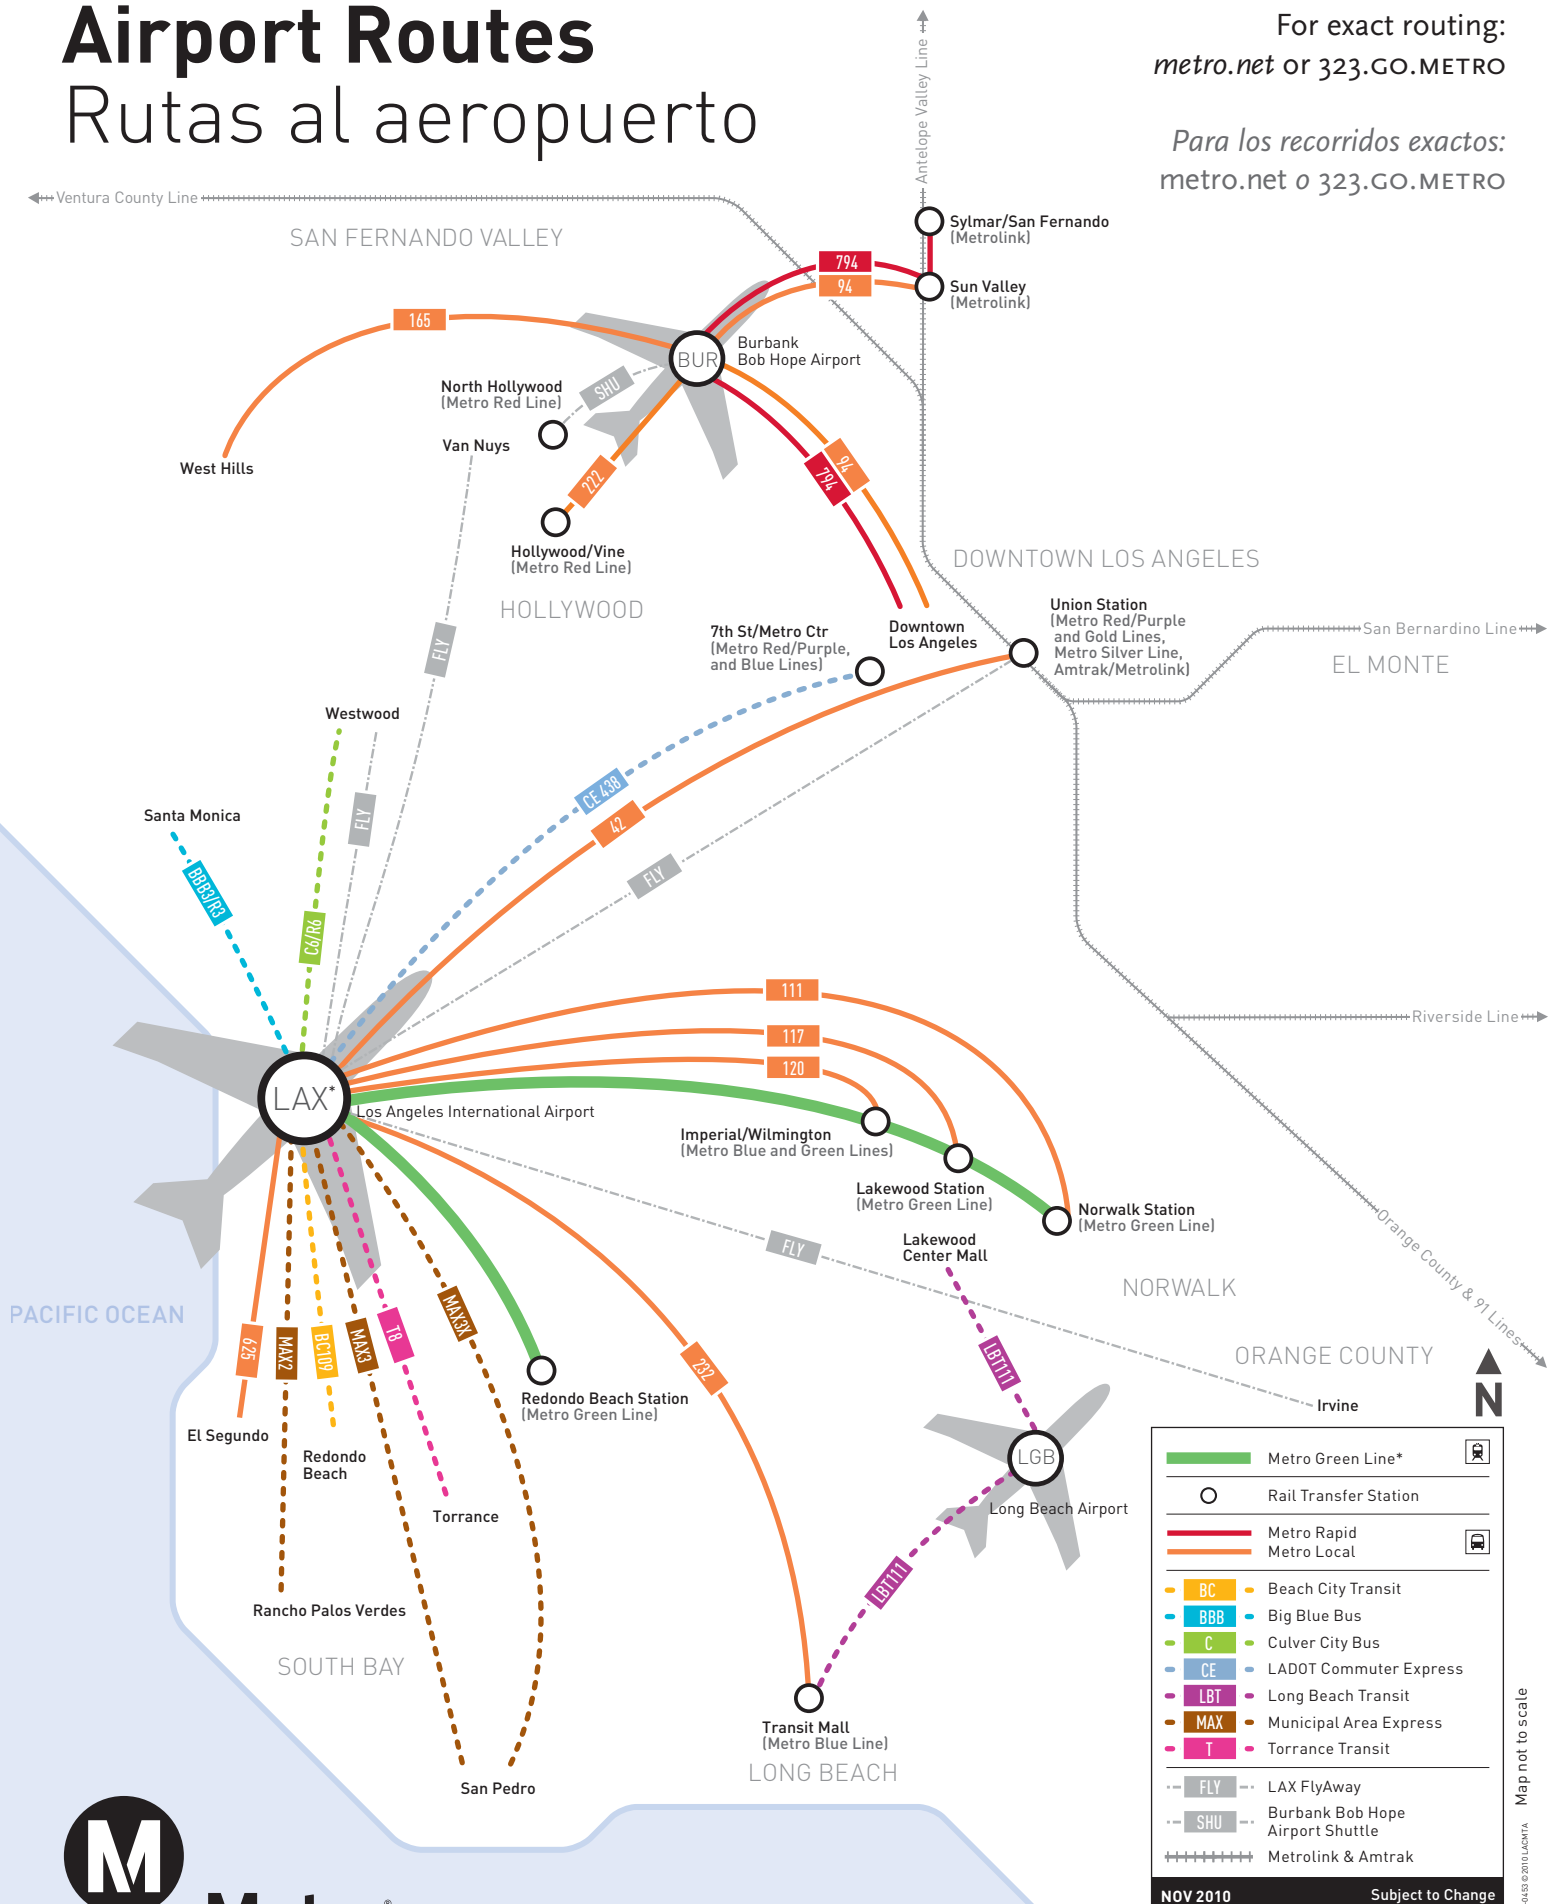 Airport Routes
Rutas al aeropuerto
For exact routing:
metro.net or 323.GO.METRO
Para los recorridos exactos:
metro.net o 323.GO.METRO
Antelope Valley Line
Ventura County Line
SAN FERNANDO VALLEY
Sylmar/San Fernando
(Metrolink)
794
94
Sun Valley
(Metrolink)
165
BUR
Burbank
Bob Hope Airport
North Hollywood
(Metro Red Line)
SHU
Van Nuys
West Hills
222
94
794
Hollywood/Vine
(Metro Red Line)
HOLLYWOOD
DOWNTOWN LOS ANGELES
Union Station
(Metro Red/Purple
and Gold Lines,
Metro Silver Line,
Amtrak/Metrolink)
San Bernardino Line
EL MONTE
7th St/Metro Ctr
(Metro Red/Purple,
and Blue Lines)
Downtown
Los Angeles
FLY
Westwood
FLY
CE 438
42
FLY
Santa Monica
BBB3/R3
C6/R6
111
117
120
Riverside Line
LAX*
Los Angeles International Airport
Imperial/Wilmington
(Metro Blue and Green Lines)
Lakewood Station
(Metro Green Line)
Norwalk Station
(Metro Green Line)
FLY
Lakewood
Center Mall
NORWALK
Orange County & 91 Lines
PACIFIC OCEAN
625
MAX2
BC109
MAX3
T8
MAX3X
232
LBT111
ORANGE COUNTY
N
Irvine
El Segundo
Redondo
Beach
Redondo Beach Station
(Metro Green Line)
Torrance
LGB
Long Beach Airport
LBT111
Rancho Palos Verdes
SOUTH BAY
San Pedro
Transit Mall
(Metro Blue Line)
LONG BEACH
Metro Green Line*
Rail Transfer Station
Metro Rapid
Metro Local
BC Beach City Transit
BBB Big Blue Bus
C Culver City Bus
CE LADOT Commuter Express
LBT Long Beach Transit
MAX Municipal Area Express
T Torrance Transit
FLY LAX FlyAway
SHU Burbank Bob Hope
Airport Shuttle
Metrolink & Amtrak
NOV 2010 Subject to Change
Map not to scale
-0453 ©2010 LACMTA
M